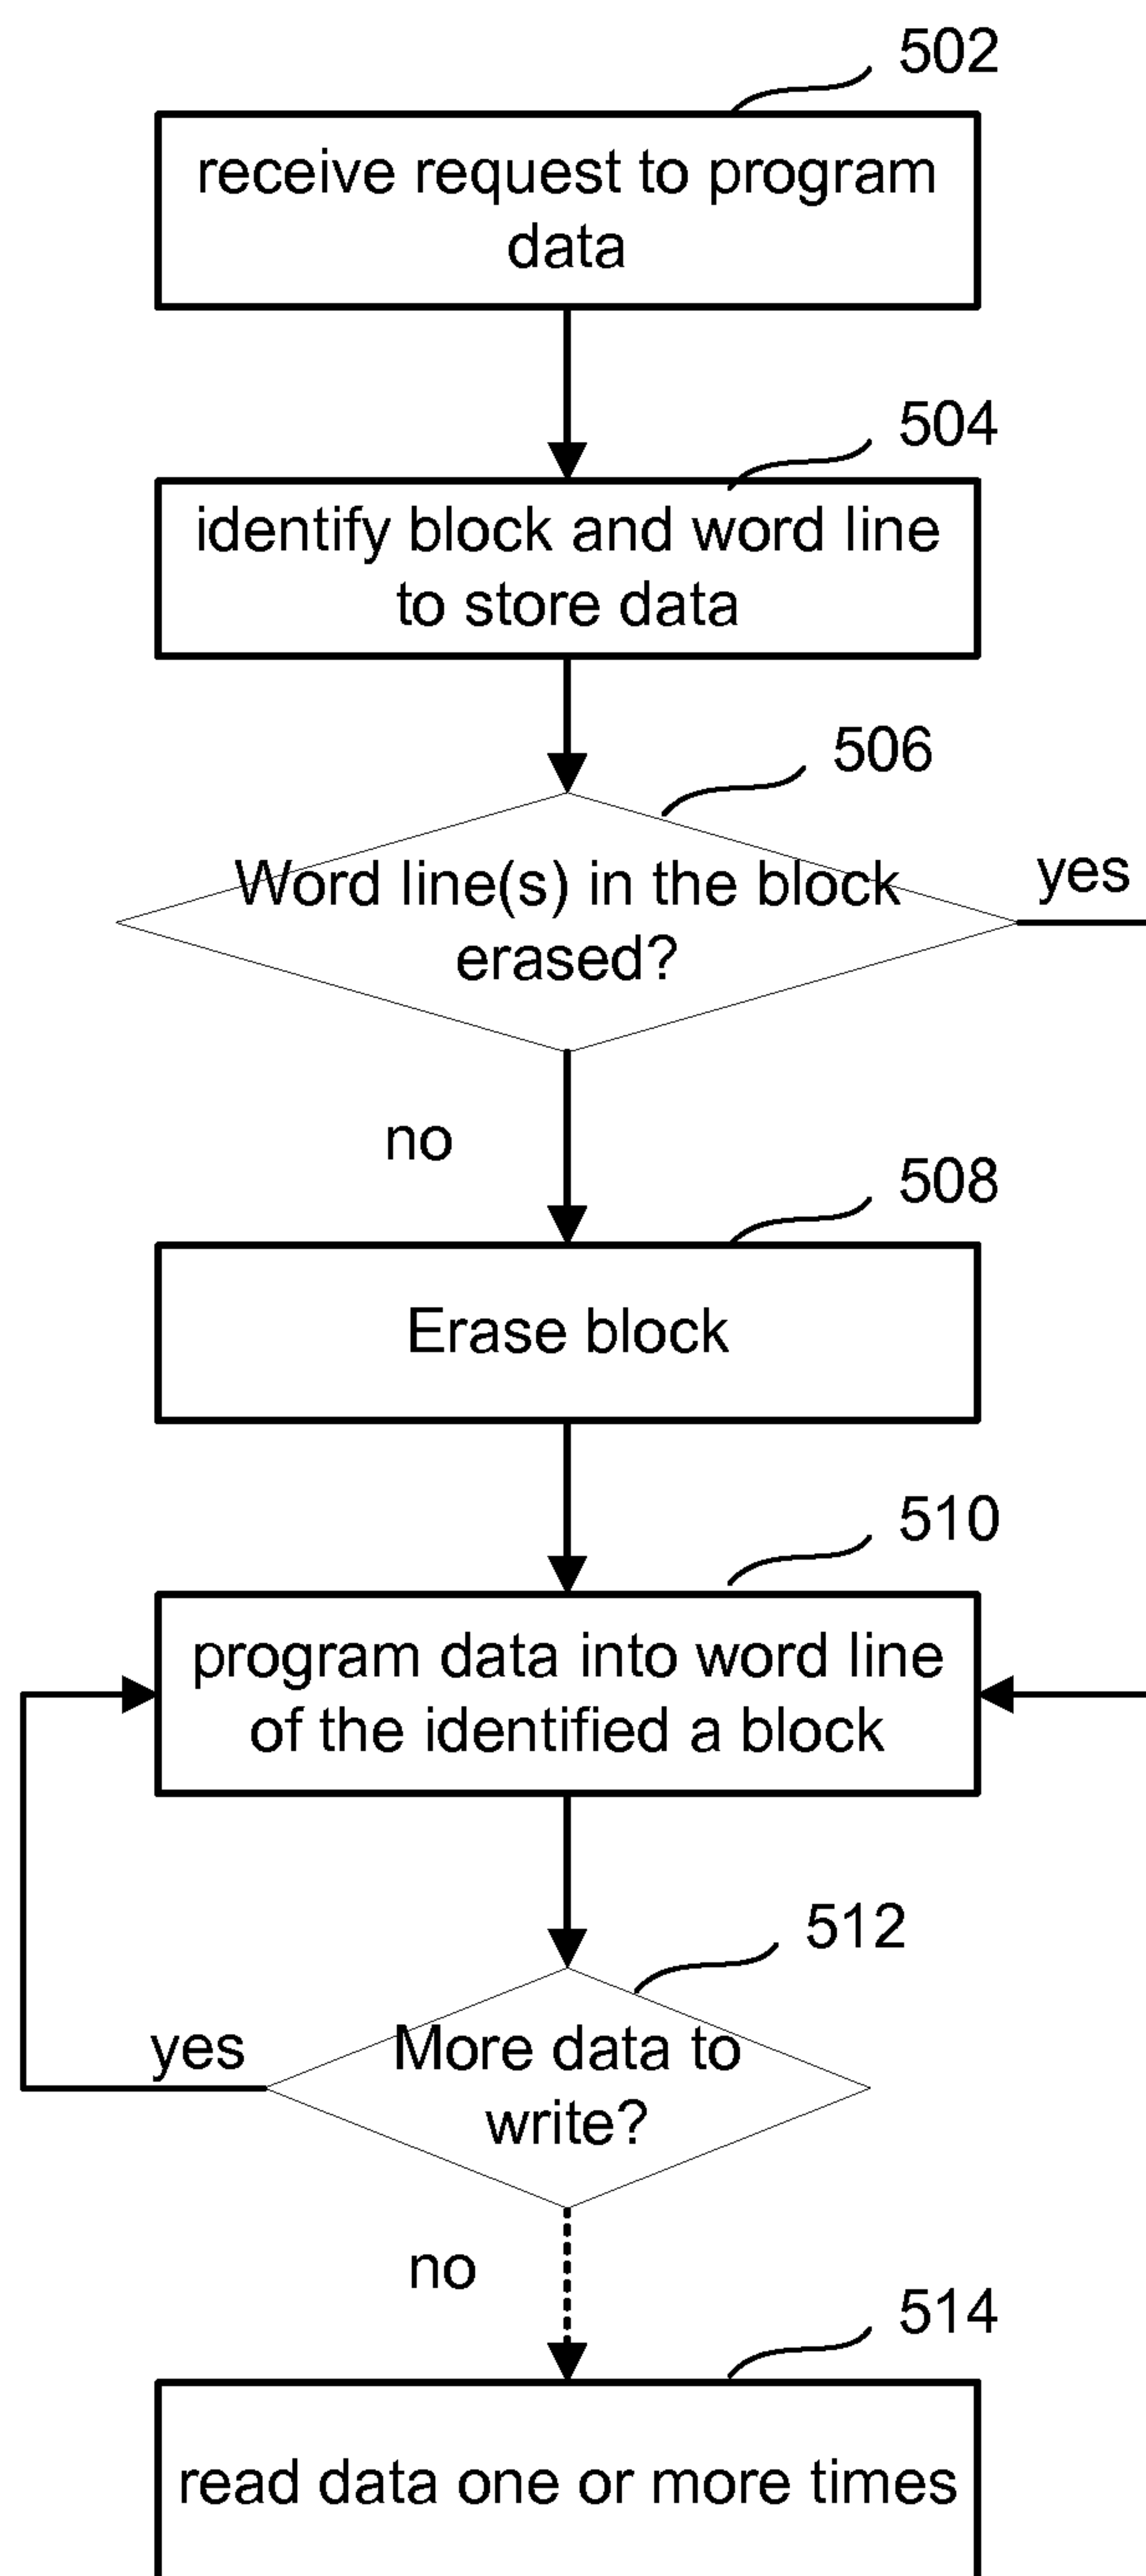 502
receive request to program
data
504
identify block and word line
to store data
506
Word line(s) in the block
erased?
yes
no
508
Erase block
510
program data into word line
of the identified a block
512
More data to
write?
yes
no
514
read data one or more times